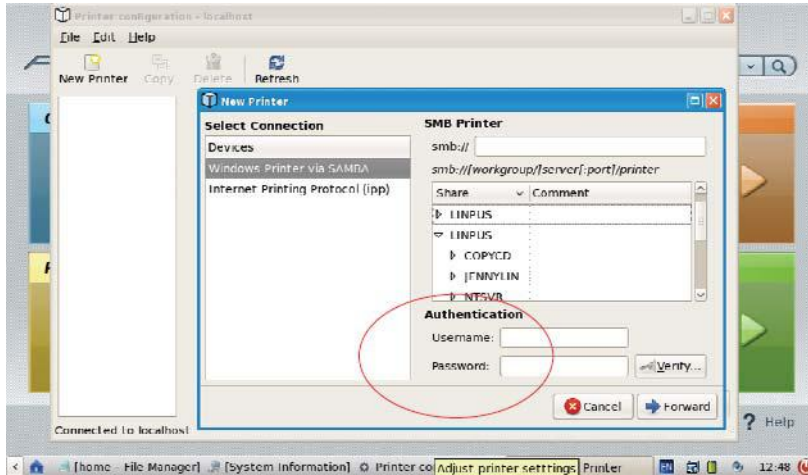 Printer configuration - localhost
File Edit Help
New Printer Copy Delete Refresh
New Printer
Select Connection
Devices
Windows Printer via SAMBA
Internet Printing Protocol (ipp)
SMB Printer
smb://
smb://[workgroup/]server[:port]/printer
Share Comment
LINPUS
LINPUS
COPYCD
JENNYLIN
NTSVR
Authentication
Username:
Password:
Verify...
Cancel Forward
Connected to localhost
Help
[home - File Manager] [System Information] Printer co Adjust printer setttings Printer EN 12:48